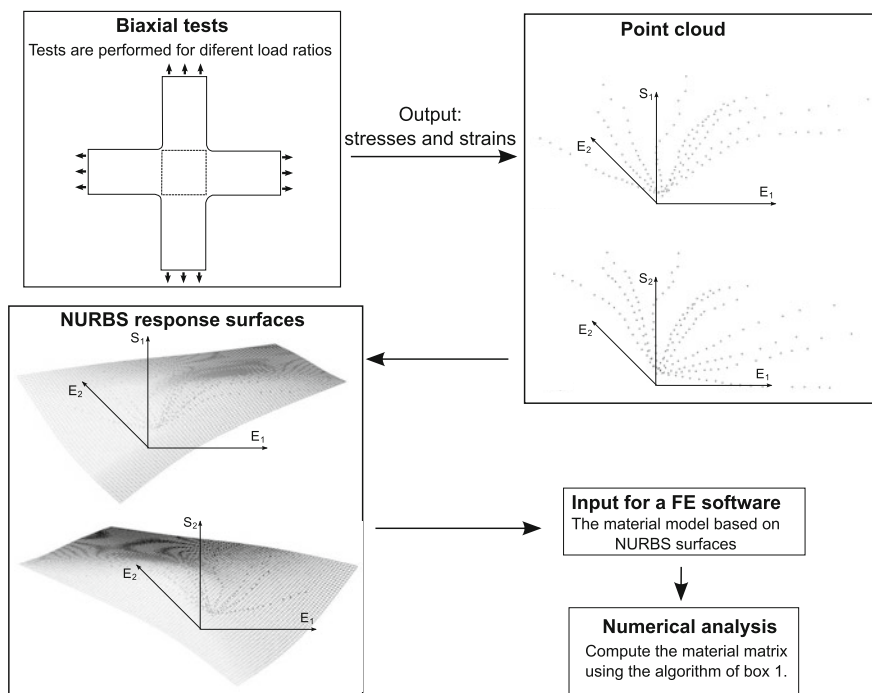 Biaxial tests
Tests are performed for diferent load ratios
Output:
stresses and strains
Point cloud
S1
E2
E1
S2
E2
E1
NURBS response surfaces
S1
E2
E1
S2
E2
E1
Input for a FE software
The material model based on
NURBS surfaces
Numerical analysis
Compute the material matrix
using the algorithm of box 1.